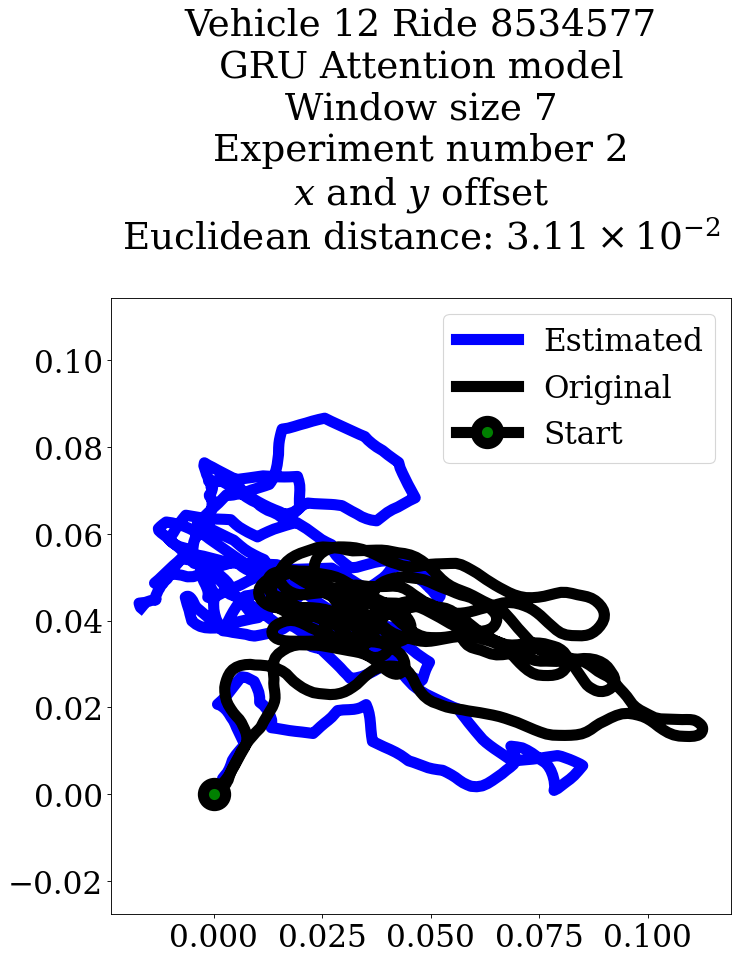 Vehicle 12 Ride 8534577
GRU Attention model
Window size 7
Experiment number 2
x and y offset
Euclidean distance: 3.11 × 10⁻²
Estimated
Original
Start
0.10
0.08
0.06
0.04
0.02
0.00
−0.02
0.000 0.025 0.050 0.075 0.100